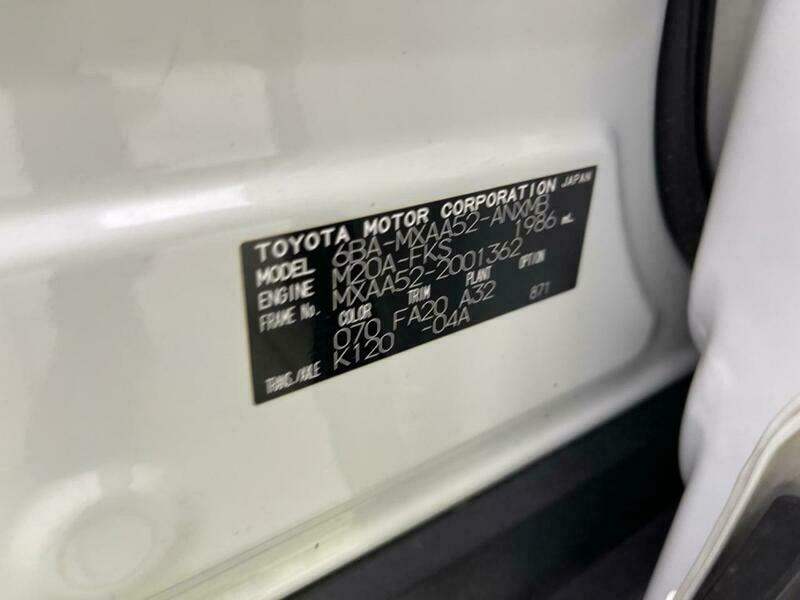 TOYOTA MOTOR CORPORATION JAPAN
MODEL 6BA-MXAA52-ANXMB
ENGINE M20A-FKS 1986 mL
FRAME No. MXAA52-2001362
COLOR TRIM PLANT OPTION
070 FA20 A32 871
TRANS./AXLE K120 -04A